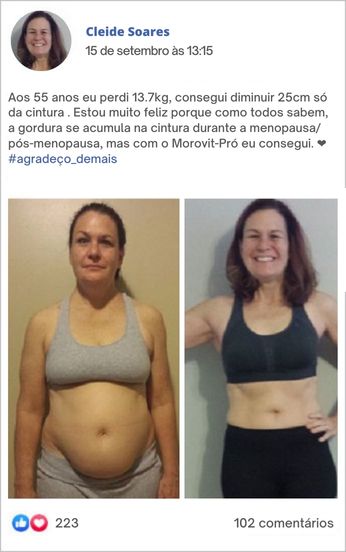 Cleide Soares
15 de setembro às 13:15
Aos 55 anos eu perdi 13.7kg, consegui diminuir 25cm só
da cintura . Estou muito feliz porque como todos sabem,
a gordura se acumula na cintura durante a menopausa/
pós-menopausa, mas com o Morovit-Pró eu consegui. ❤
#agradeço_demais
223
102 comentários